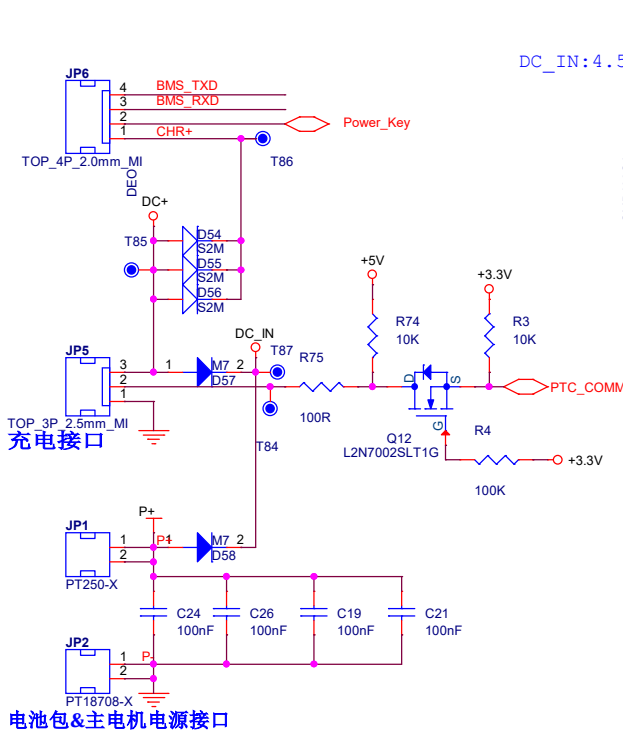 DC_IN:4.5
JP6
4 BMS_TXD
3 BMS_RXD
2 Power_Key
1 CHR+
TOP_4P_2.0mm_MI
T86
DEO
DC+
T85
D54
S2M
D55
S2M
D56
S2M
+5V
+3.3V
R74
10K
R3
10K
DC_IN
T87
JP5
3 1 M7 2
D57
2
1
R75
100R
D S
PTC_COMM
TOP_3P_2.5mm_MI
充电接口
T84
Q12
L2N7002SLT1G
G
R4
+3.3V
100K
P+
JP1
1 P+ 1 M7 2
2 D58
PT250-X
C24
100nF
C26
100nF
C19
100nF
C21
100nF
JP2
1 P-
2
PT18708-X
电池包&主电机电源接口